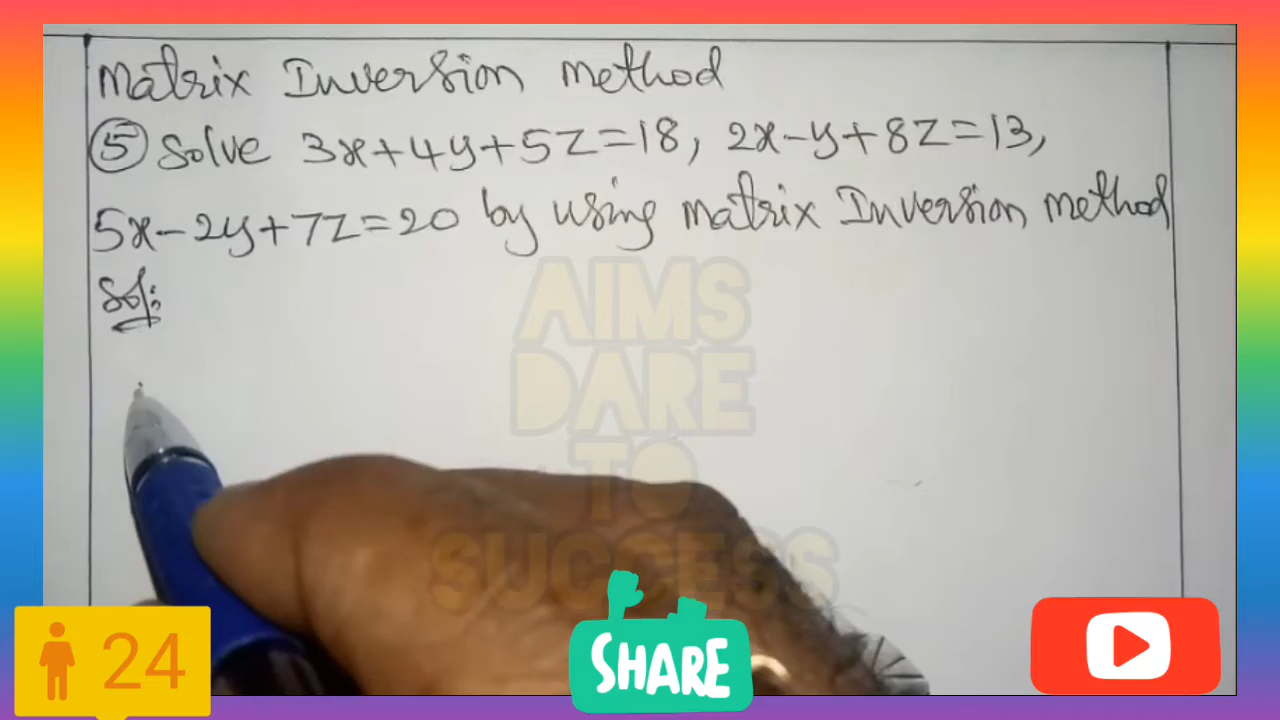 Matrix Inversion method
⑤ Solve 3x+4y+5z=18, 2x-y+8z=13,
5x-2y+7z=20 by using matrix Inversion method
Sol:
AIMS
DARE
TO
SUCCESS
24
SHARE